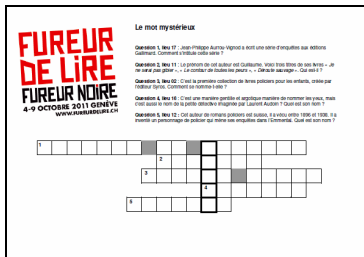 FUREUR
DE LIRE
FUREUR NOIRE
4-9 OCTOBRE 2011 GENÈVE
WWW.FUREURDELIRE.CH
Le mot mystérieux
Question 1, lieu 17 : Jean-Philippe Arrou-Vignod a écrit une série d'enquêtes aux éditions
Gallimard. Comment s'intitule cette série ?
Question 2, lieu 11 : Le prénom de cet auteur est Guillaume. Voici trois titres de ses livres « Je
ne serai pas gibier », « Le contour de toutes les peurs », « Déroute sauvage ». Qui est-il ?
Question 3, lieu 02 : C'est la première collection de livres policiers pour les enfants, créée par
l'éditeur Syros. Comment se nomme-t-elle ?
Question 4, lieu 16 : C'est une manière gentille et argotique de nommer les yeux, mais
c'est aussi le nom de la petite détective imaginée par Laurent Audouin ? Quel est son nom ?
Question 5, lieu 12 : Cet auteur de romans policiers est suisse, il a vécu entre 1896 et 1938. Il a
inventé un personnage de policier qui mène ses enquêtes dans l'Emmental. Quel est son nom ?
1
2
3
4
5